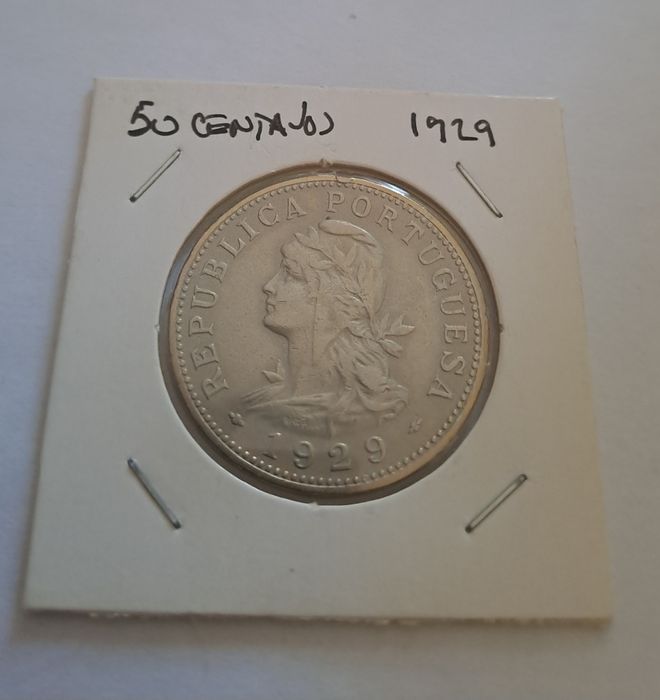 50 CENTAVOS 1929
REPUBLICA PORTUGUESA
1929